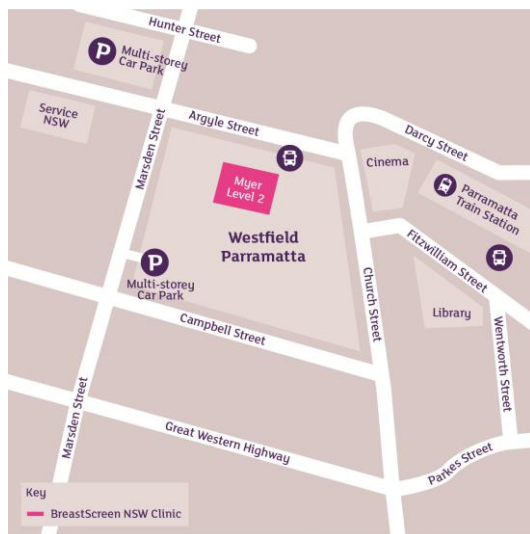 Hunter Street
P
Multi-storey
Car Park
Service
NSW
Marsden Street
Argyle Street
Darcy Street
Cinema
Myer
Level 2
Parramatta
Train Station
Westfield
Parramatta
Fitzwilliam Street
P
Multi-storey
Car Park
Church Street
Library
Campbell Street
Wentworth Street
Marsden Street
Great Western Highway
Parkes Street
Key
BreastScreen NSW Clinic